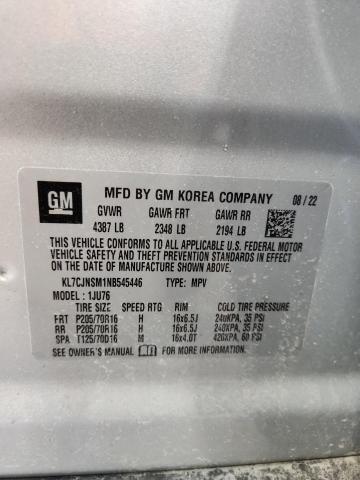 GM
MFD BY GM KOREA COMPANY 08/22
GVWR GAWR FRT GAWR RR
4387 LB 2348 LB 2194 LB
THIS VEHICLE CONFORMS TO ALL APPLICABLE U.S. FEDERAL MOTOR
VEHICLE SAFETY AND THEFT PREVENTION STANDARDS IN EFFECT ON
THE DATE OF MANUFACTURE SHOWN ABOVE.
KL7CJNSM1NB545446 TYPE: MPV
MODEL: 1JU76
TIRE SIZE SPEED RTG RIM COLD TIRE PRESSURE
FRT P205/70R16 H 16x6.5J 240KPA, 35 PSI
RR P205/70R16 H 16x6.5J 240KPA, 35 PSI
SPA T125/70D16 M 16x4.0T 420KPA, 60 PSI
SEE OWNER'S MANUAL FOR MORE INFORMATION